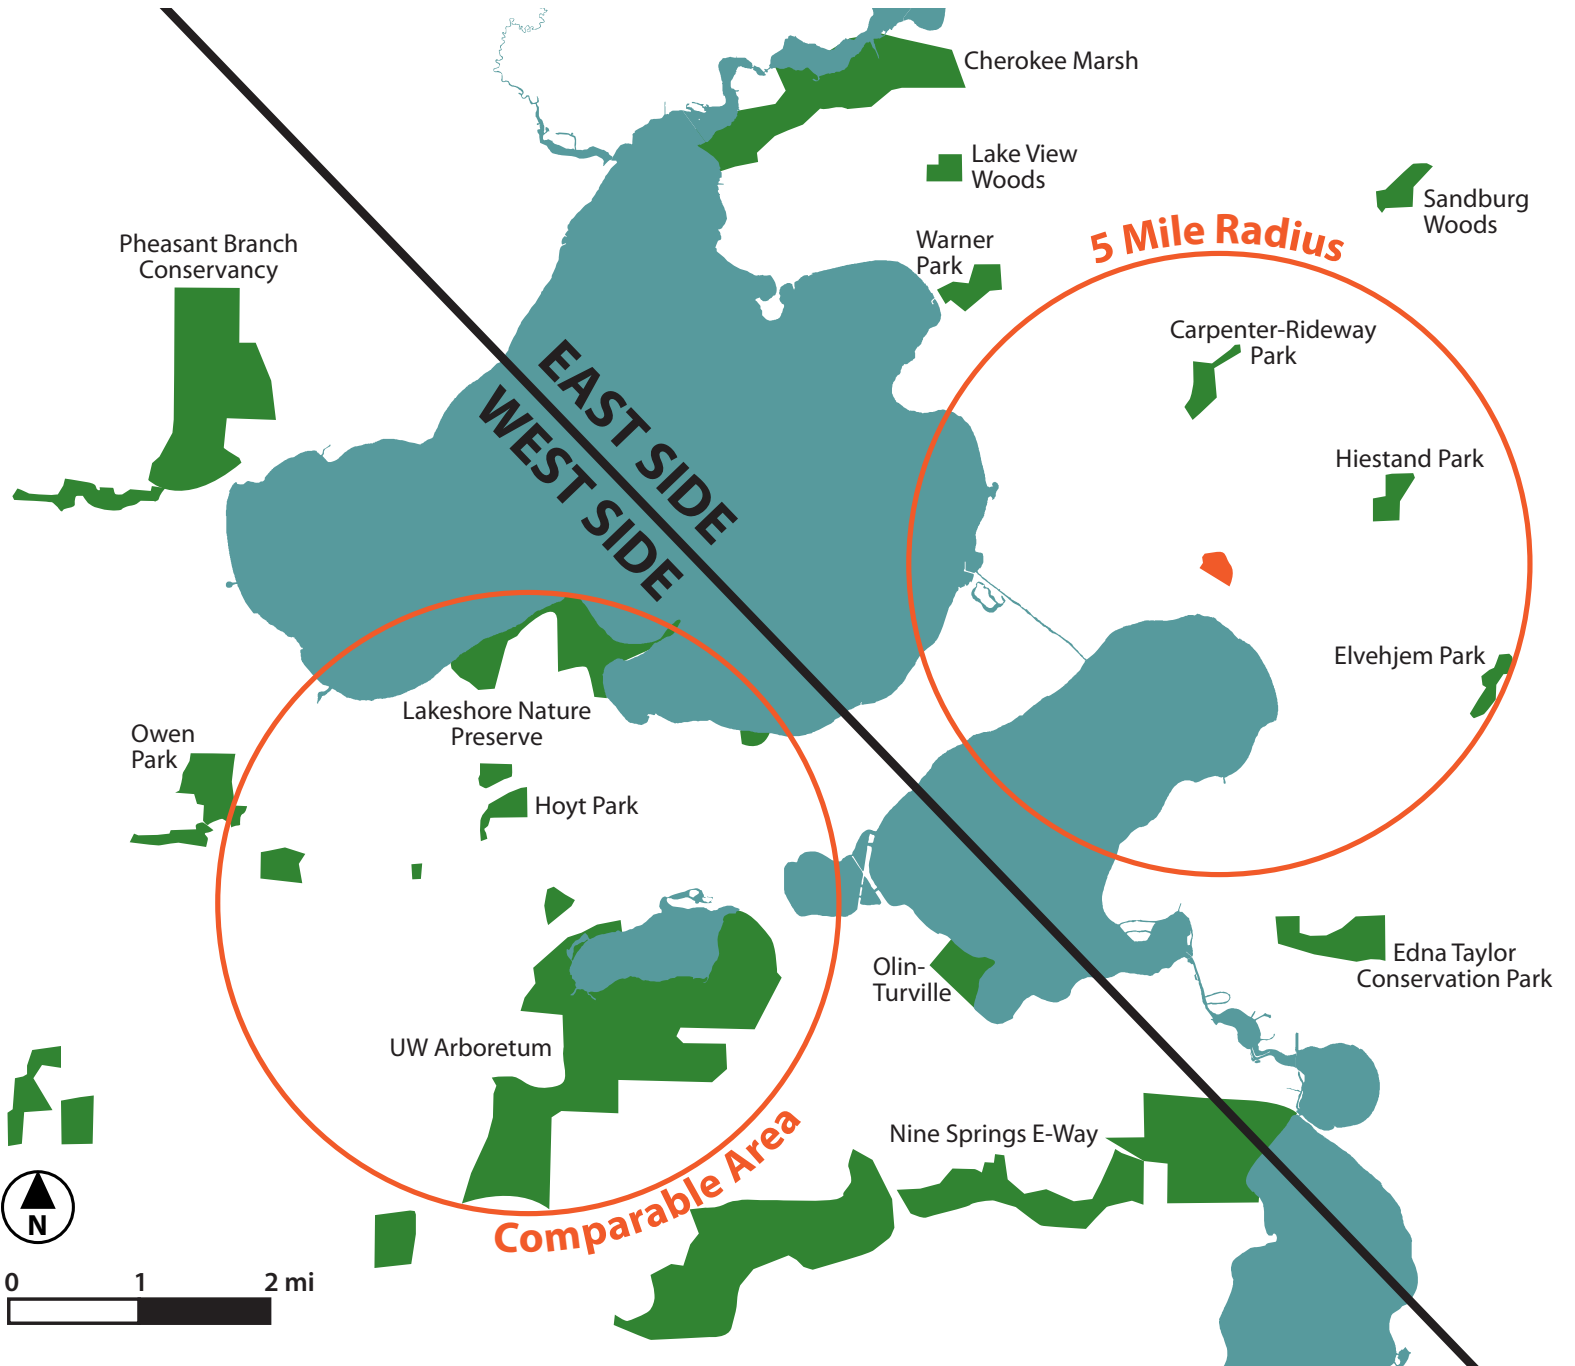 Cherokee Marsh
Lake View
Woods
Sandburg
Woods
5 Mile Radius
Warner
Park
Pheasant Branch
Conservancy
Carpenter-Rideway
Park
EAST SIDE
WEST SIDE
Hiestand Park
Elvehjem Park
Lakeshore Nature
Preserve
Owen
Park
Hoyt Park
Olin-
Turville
Edna Taylor
Conservation Park
UW Arboretum
Nine Springs E-Way
Comparable Area
N
0 1 2 mi